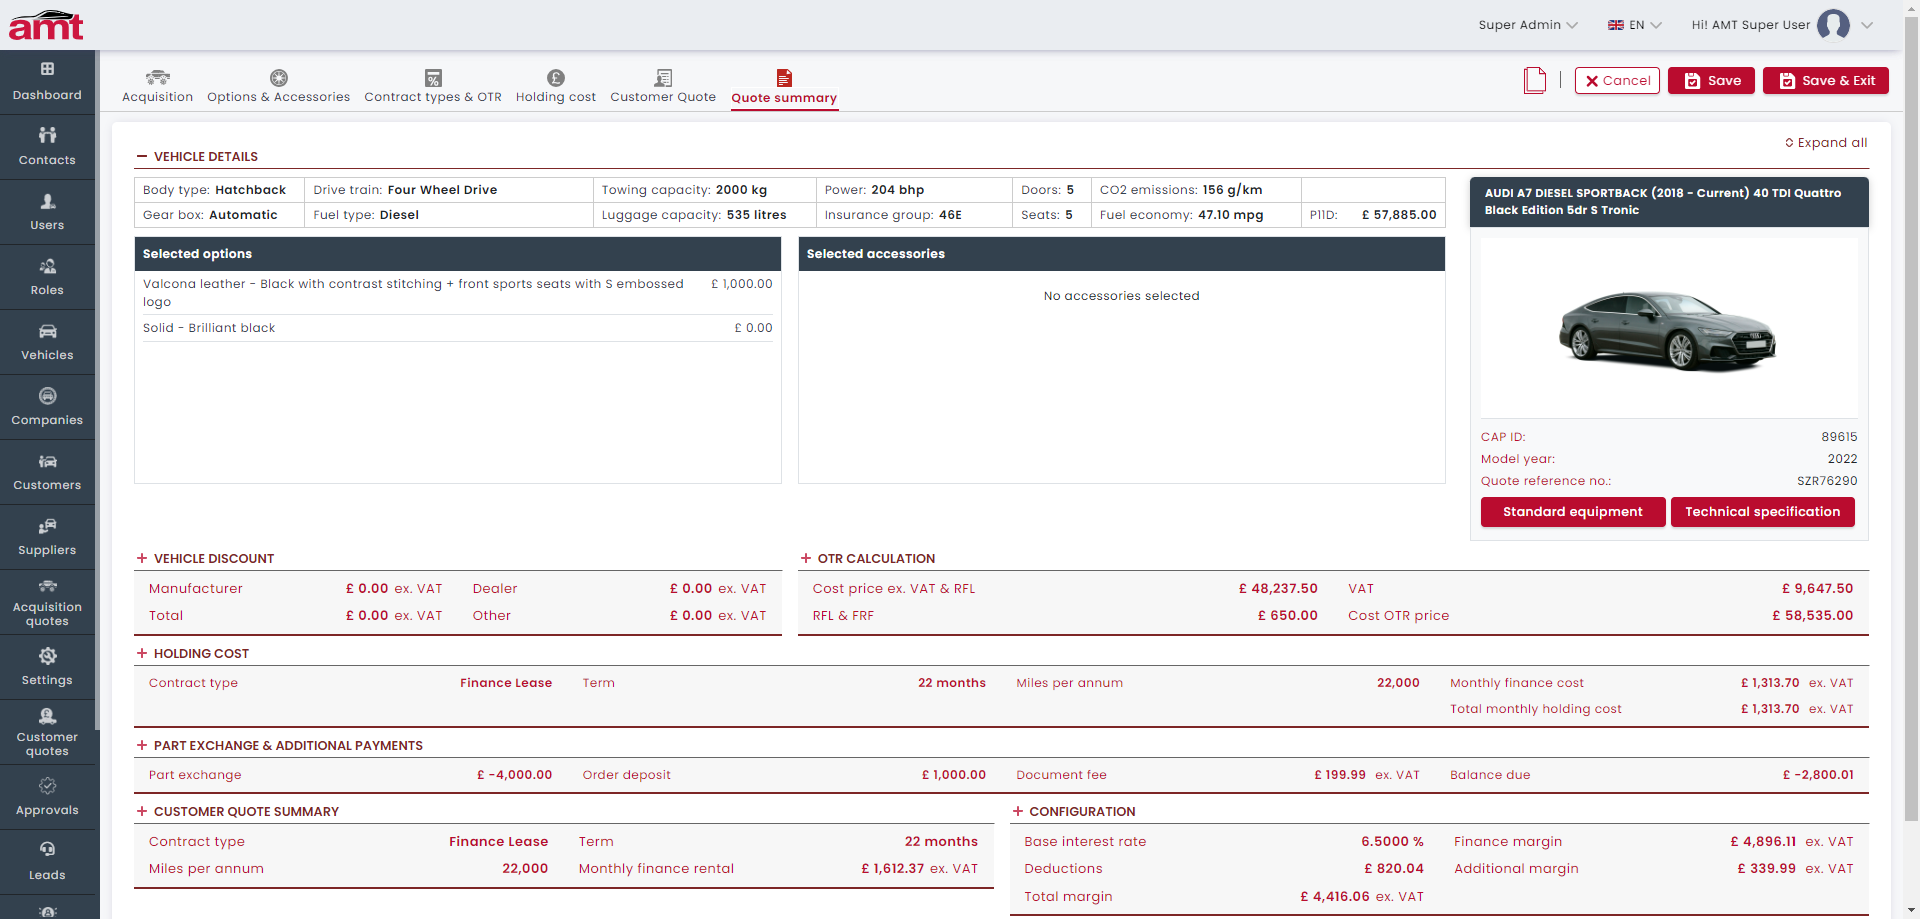 amt
Super Admin
EN
Hi! AMT Super User
Dashboard
Contacts
Users
Roles
Vehicles
Companies
Customers
Suppliers
Acquisition
quotes
Settings
Customer
quotes
Approvals
Leads
Acquisition
Options & Accessories
Contract types & OTR
Holding cost
Customer Quote
Quote summary
Cancel
Save
Save & Exit
Expand all
VEHICLE DETAILS
Body type: Hatchback
Drive train: Four Wheel Drive
Towing capacity: 2000 kg
Power: 204 bhp
Doors: 5
CO2 emissions: 156 g/km
Gear box: Automatic
Fuel type: Diesel
Luggage capacity: 535 litres
Insurance group: 46E
Seats: 5
Fuel economy: 47.10 mpg
P11D: £ 57,885.00
Selected options
Valcona leather - Black with contrast stitching + front sports seats with S embossed £ 1,000.00
logo
Solid - Brilliant black £ 0.00
Selected accessories
No accessories selected
AUDI A7 DIESEL SPORTBACK (2018 - Current) 40 TDI Quattro
Black Edition 5dr S Tronic
CAP ID: 89615
Model year: 2022
Quote reference no.: SZR76290
Standard equipment
Technical specification
VEHICLE DISCOUNT
Manufacturer £ 0.00 ex. VAT Dealer £ 0.00 ex. VAT
Total £ 0.00 ex. VAT Other £ 0.00 ex. VAT
OTR CALCULATION
Cost price ex. VAT & RFL £ 48,237.50 VAT £ 9,647.50
RFL & FRF £ 650.00 Cost OTR price £ 58,535.00
HOLDING COST
Contract type Finance Lease Term 22 months Miles per annum 22,000 Monthly finance cost £ 1,313.70 ex. VAT
Total monthly holding cost £ 1,313.70 ex. VAT
PART EXCHANGE & ADDITIONAL PAYMENTS
Part exchange £ -4,000.00 Order deposit £ 1,000.00 Document fee £ 199.99 ex. VAT Balance due £ -2,800.01
CUSTOMER QUOTE SUMMARY
Contract type Finance Lease Term 22 months
Miles per annum 22,000 Monthly finance rental £ 1,612.37 ex. VAT
CONFIGURATION
Base interest rate 6.5000 % Finance margin £ 4,896.11 ex. VAT
Deductions £ 820.04 Additional margin £ 339.99 ex. VAT
Total margin £ 4,416.06 ex. VAT